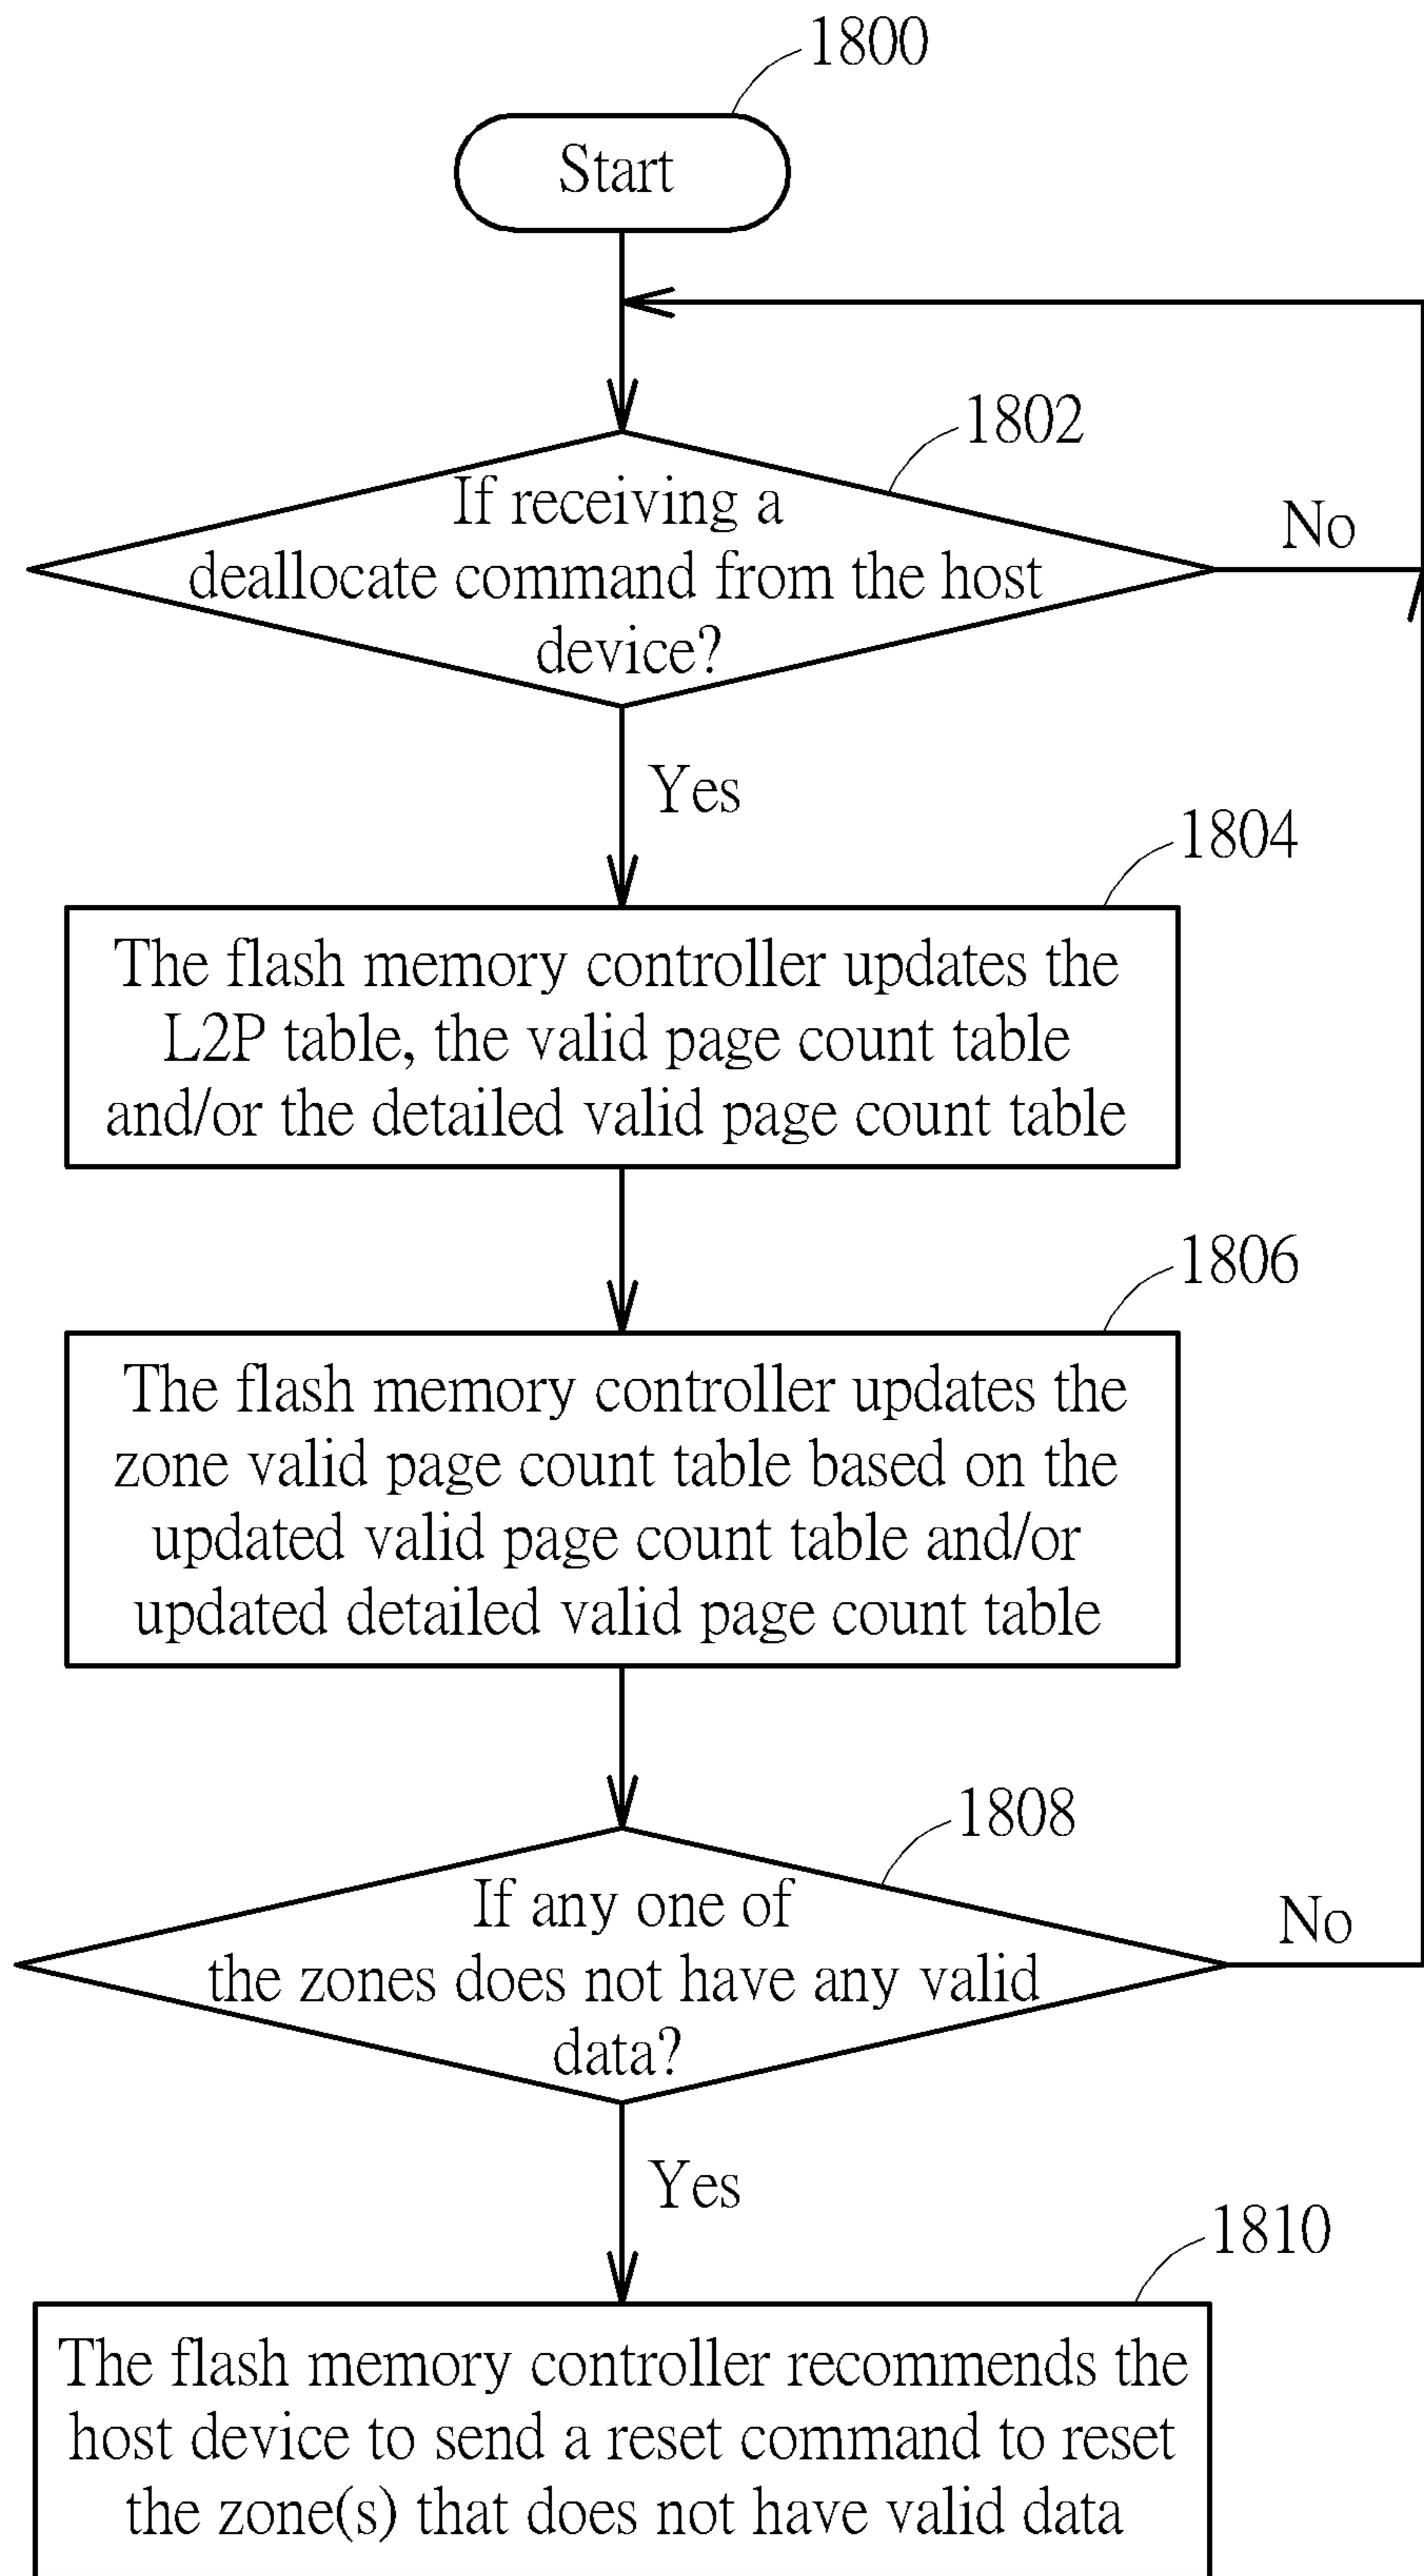 1800
Start
1802
If receiving a
deallocate command from the host
device?
No
Yes
1804
The flash memory controller updates the
L2P table, the valid page count table
and/or the detailed valid page count table
1806
The flash memory controller updates the
zone valid page count table based on the
updated valid page count table and/or
updated detailed valid page count table
1808
If any one of
the zones does not have any valid
data?
No
Yes
1810
The flash memory controller recommends the
host device to send a reset command to reset
the zone(s) that does not have valid data